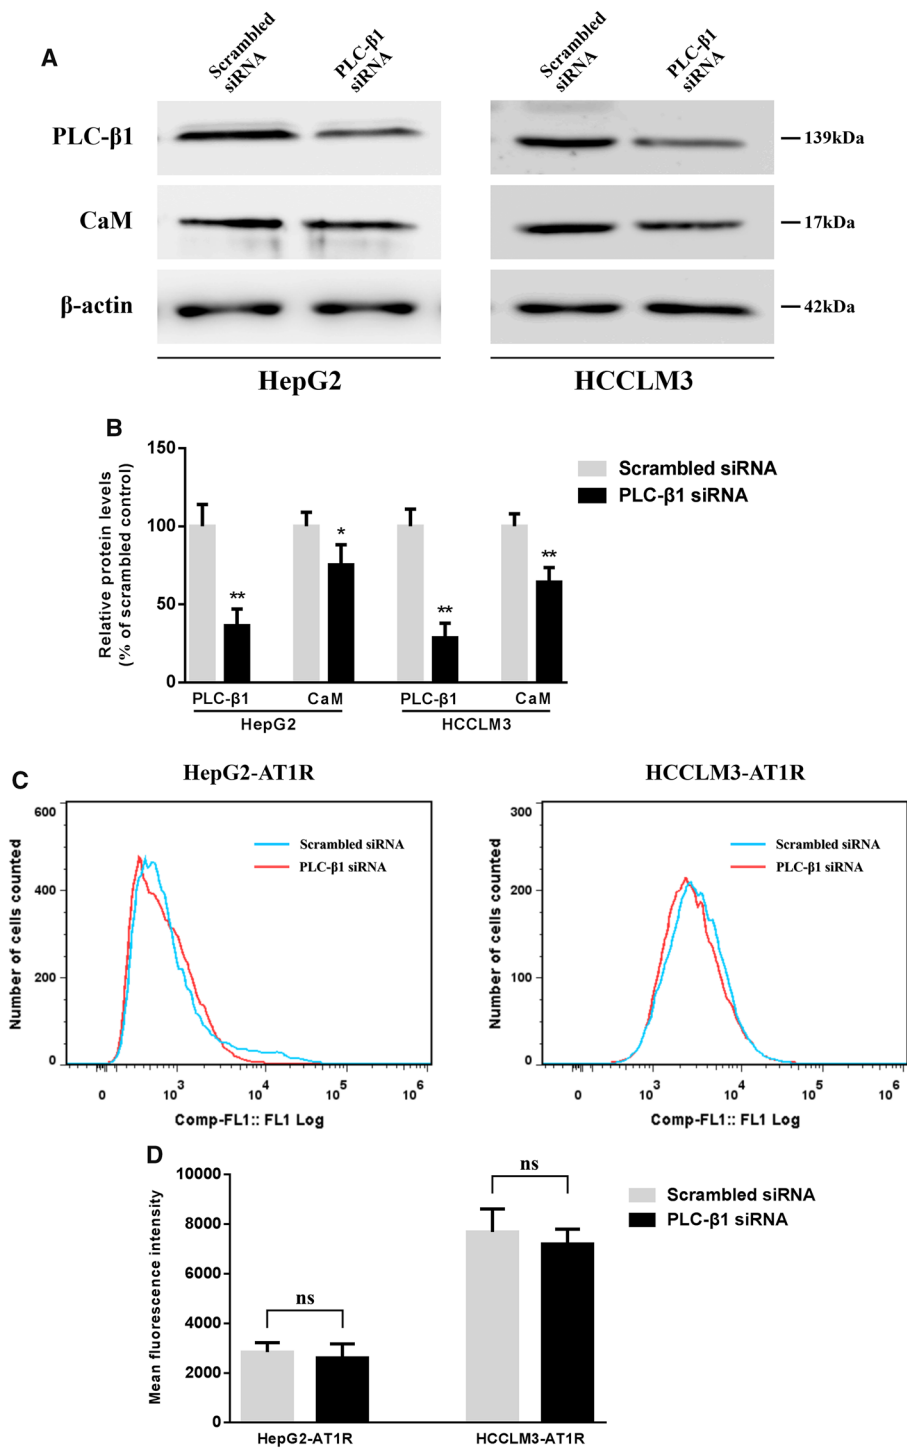 A
Scrambled
siRNA
PLC-β1
siRNA
Scrambled
siRNA
PLC-β1
siRNA
PLC-β1
139kDa
CaM
17kDa
β-actin
42kDa
HepG2
HCCLM3
B
Relative protein levels
(% of scrambled control)
150
100
50
0
**
*
**
**
Scrambled siRNA
PLC-β1 siRNA
PLC-β1
CaM
PLC-β1
CaM
HepG2
HCCLM3
C
HepG2-AT1R
HCCLM3-AT1R
Number of cells counted
600
400
200
0
Scrambled siRNA
PLC-β1 siRNA
0
10³
10⁴
10⁵
10⁶
Comp-FL1:: FL1 Log
Number of cells counted
300
200
100
0
Scrambled siRNA
PLC-β1 siRNA
0
10³
10⁴
10⁵
10⁶
Comp-FL1:: FL1 Log
D
Mean fluorescence intensity
10000
8000
6000
4000
2000
0
ns
ns
Scrambled siRNA
PLC-β1 siRNA
HepG2-AT1R
HCCLM3-AT1R